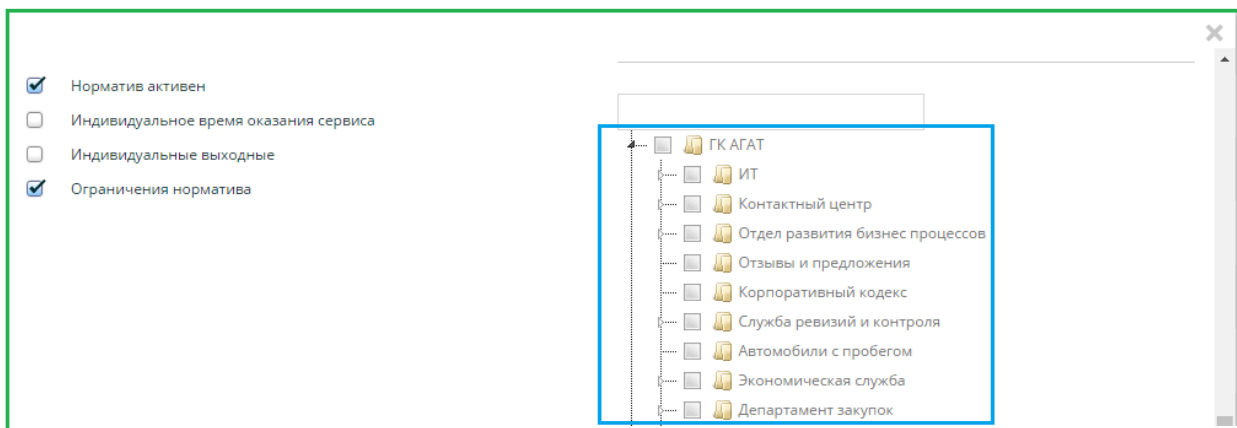 Норматив активен
Индивидуальное время оказания сервиса
Индивидуальные выходные
Ограничения норматива
ГК АГАТ
ИТ
Контактный центр
Отдел развития бизнес процессов
Отзывы и предложения
Корпоративный кодекс
Служба ревизий и контроля
Автомобили с пробегом
Экономическая служба
Департамент закупок